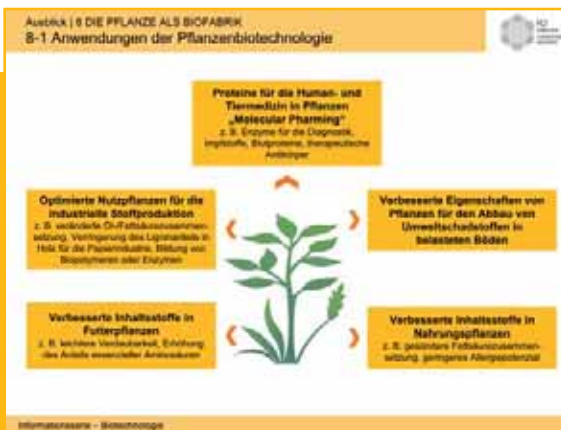 Ausblick | 8 DIE PFLANZE ALS BIOFABRIK
8-1 Anwendungen der Pflanzenbiotechnologie
Proteine für die Human- und
Tiermedizin in Pflanzen
„Molecular Pharming“
z. B. Enzyme für die Diagnostik,
Impfstoffe, Blutproteine, therapeutische
Antikörper
Optimierte Nutzpflanzen für die
industrielle Stoffproduktion
z. B. veränderte Öl-/Fettsäurezusammen-
setzung, Verringerung des Ligninanteils in
Holz für die Papierindustrie, Bildung von
Biopolymeren oder Enzymen
Verbesserte Eigenschaften von
Pflanzen für den Abbau von
Umweltschadstoffen in
belasteten Böden
Verbesserte Inhaltsstoffe in
Futterpflanzen
z. B. leichtere Verdaubarkeit, Erhöhung
des Anteils essenzieller Aminosäuren
Verbesserte Inhaltsstoffe in
Nahrungspflanzen
z. B. gesündere Fettsäurezusammen-
setzung, geringeres Allergiepotenzial
Informationsserie – Biotechnologie